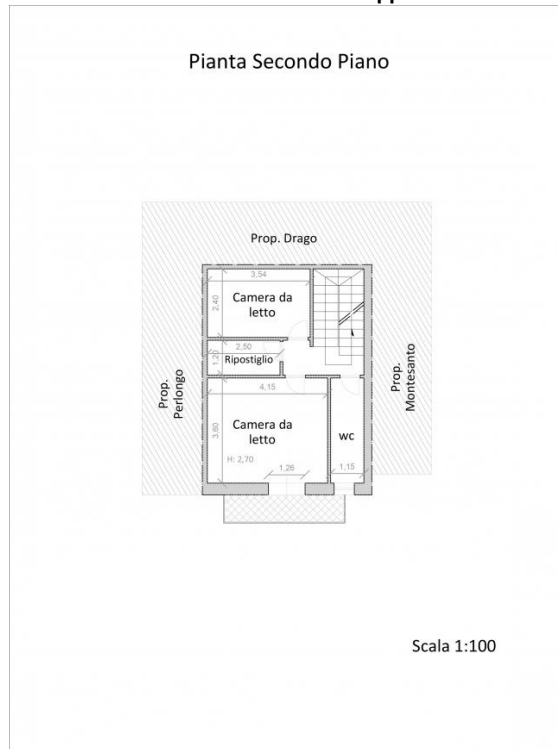 Pianta Secondo Piano
Prop. Drago
3,54
2.40
Camera da
letto
2,50
1.20
Ripostiglio
Prop.
Perlongo
Prop.
Montesanto
4,15
3.60
Camera da
letto
wc
H: 2,70
1,26
1,15
Scala 1:100